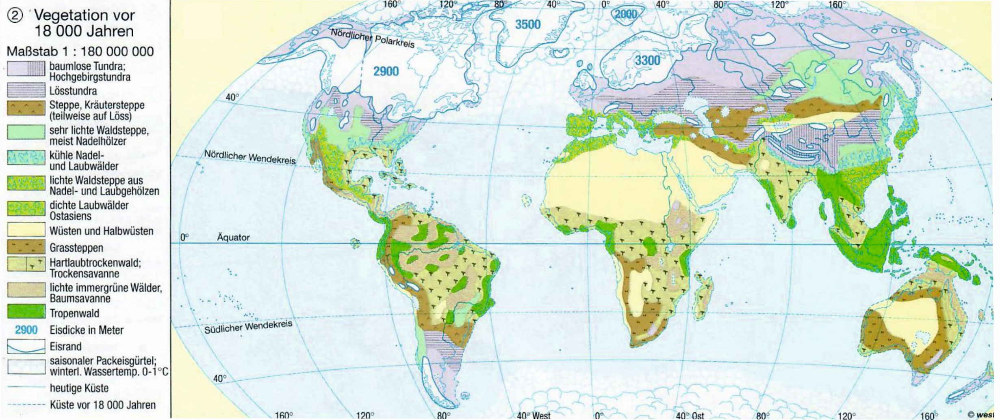 ② Vegetation vor
18 000 Jahren
Maßstab 1 : 180 000 000
baumlose Tundra;
Hochgebirgstundra
Lösstundra
Steppe, Kräutersteppe
(teilweise auf Löss)
sehr lichte Waldsteppe,
meist Nadelhölzer
kühle Nadel-
und Laubwälder
lichte Waldsteppe aus
Nadel- und Laubgehölzen
dichte Laubwälder
Ostasiens
Wüsten und Halbwüsten
Grassteppen
Hartlaubtrockenwald;
Trockensavanne
lichte immergrüne Wälder,
Baumsavanne
Tropenwald
2900 Eisdicke in Meter
Eisrand
saisonaler Packeisgürtel;
winterl. Wassertemp. 0-1°C
heutige Küste
Küste vor 18 000 Jahren
160° 120° 80° 40° 0° 40° 80° 120° 160°
2000
3500
Nördlicher Polarkreis
3300
2900
40°
Nördlicher Wendekreis
0° Äquator
Südlicher Wendekreis
40°
160° 120° 80° 40° West 0° 40° Ost 80° 120° 160°
© west